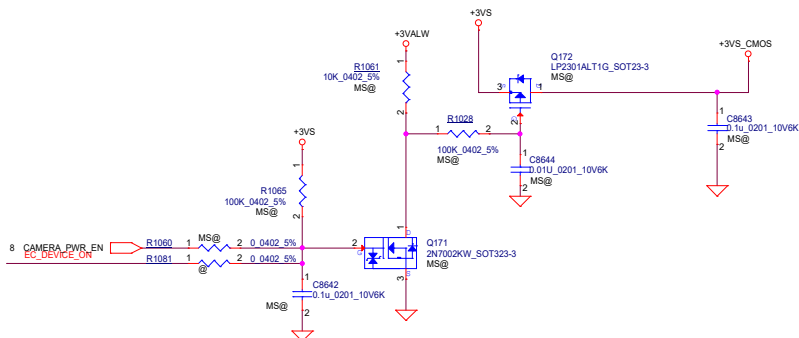 +3VS
+3VALW
Q172
LP2301ALT1G_SOT23-3
MS@
+3VS_CMOS
R1061
10K_0402_5%
MS@
1
2
3
1
2
R1028
1
2
100K_0402_5%
C8643
0.1u_0201_10V6K
MS@
1
2
C8644
0.01U_0201_10V6K
MS@
1
2
+3VS
R1065
100K_0402_5%
MS@
1
2
8 CAMERA_PWR_EN
EC_DEVICE_ON
R1060
1
MS@
2
0_0402_5%
R1081
1
@
2
0_0402_5%
2
G
1
D
Q171
2N7002KW_SOT323-3
MS@
S
3
C8642
0.1u_0201_10V6K
MS@
1
2